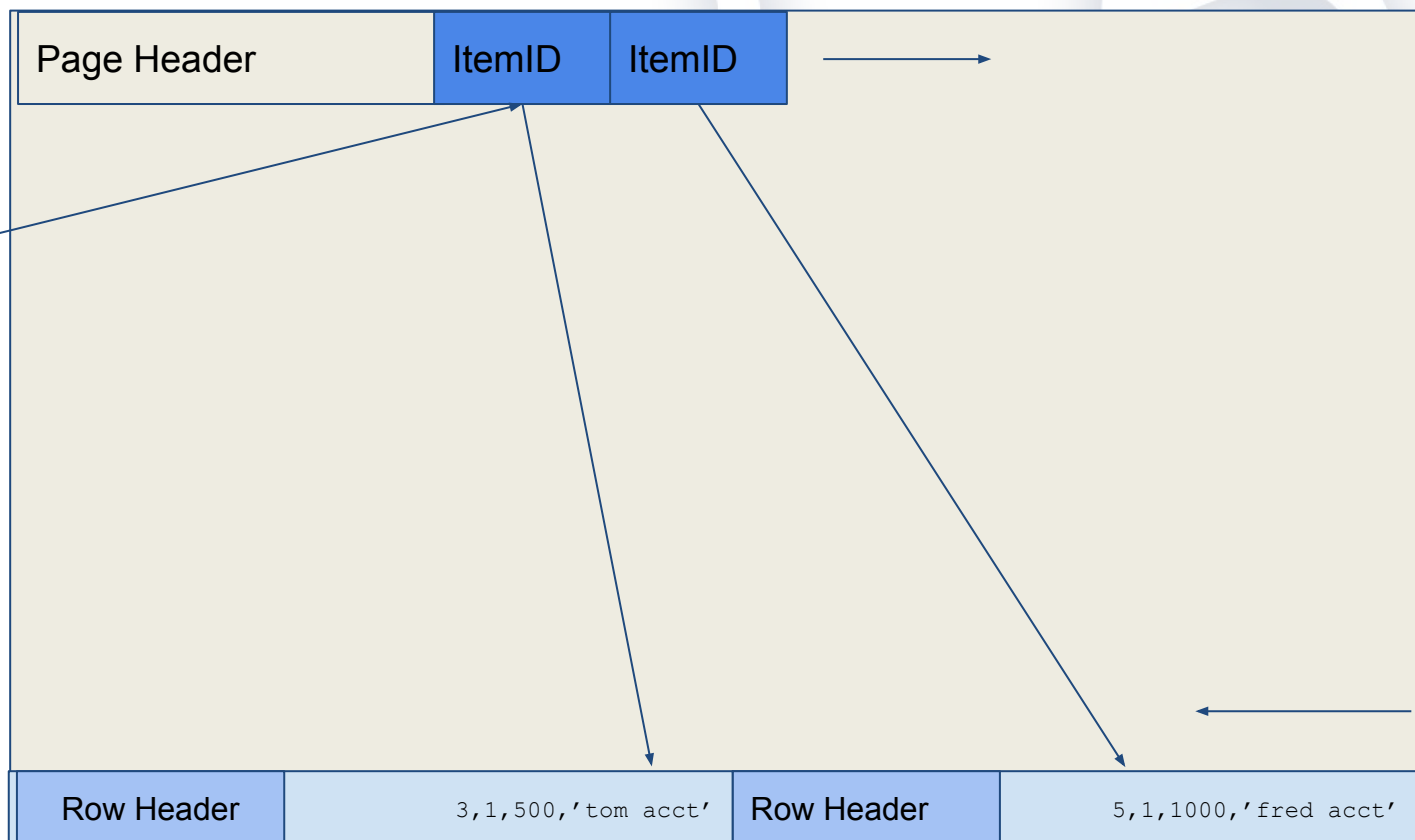 Page Header
ItemID
ItemID
Row Header
3,1,500,’tom acct’
Row Header
5,1,1000,’fred acct’